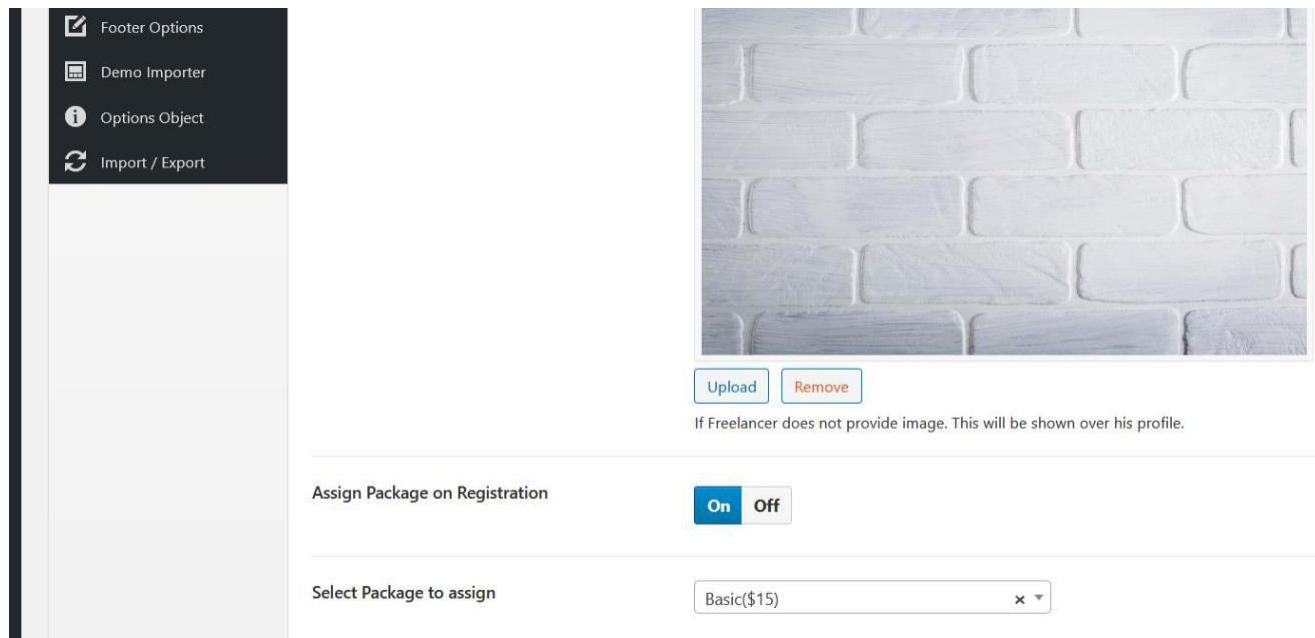 Footer Options
Demo Importer
Options Object
Import / Export
Upload Remove
If Freelancer does not provide image. This will be shown over his profile.
Assign Package on Registration
On Off
Select Package to assign
Basic($15)